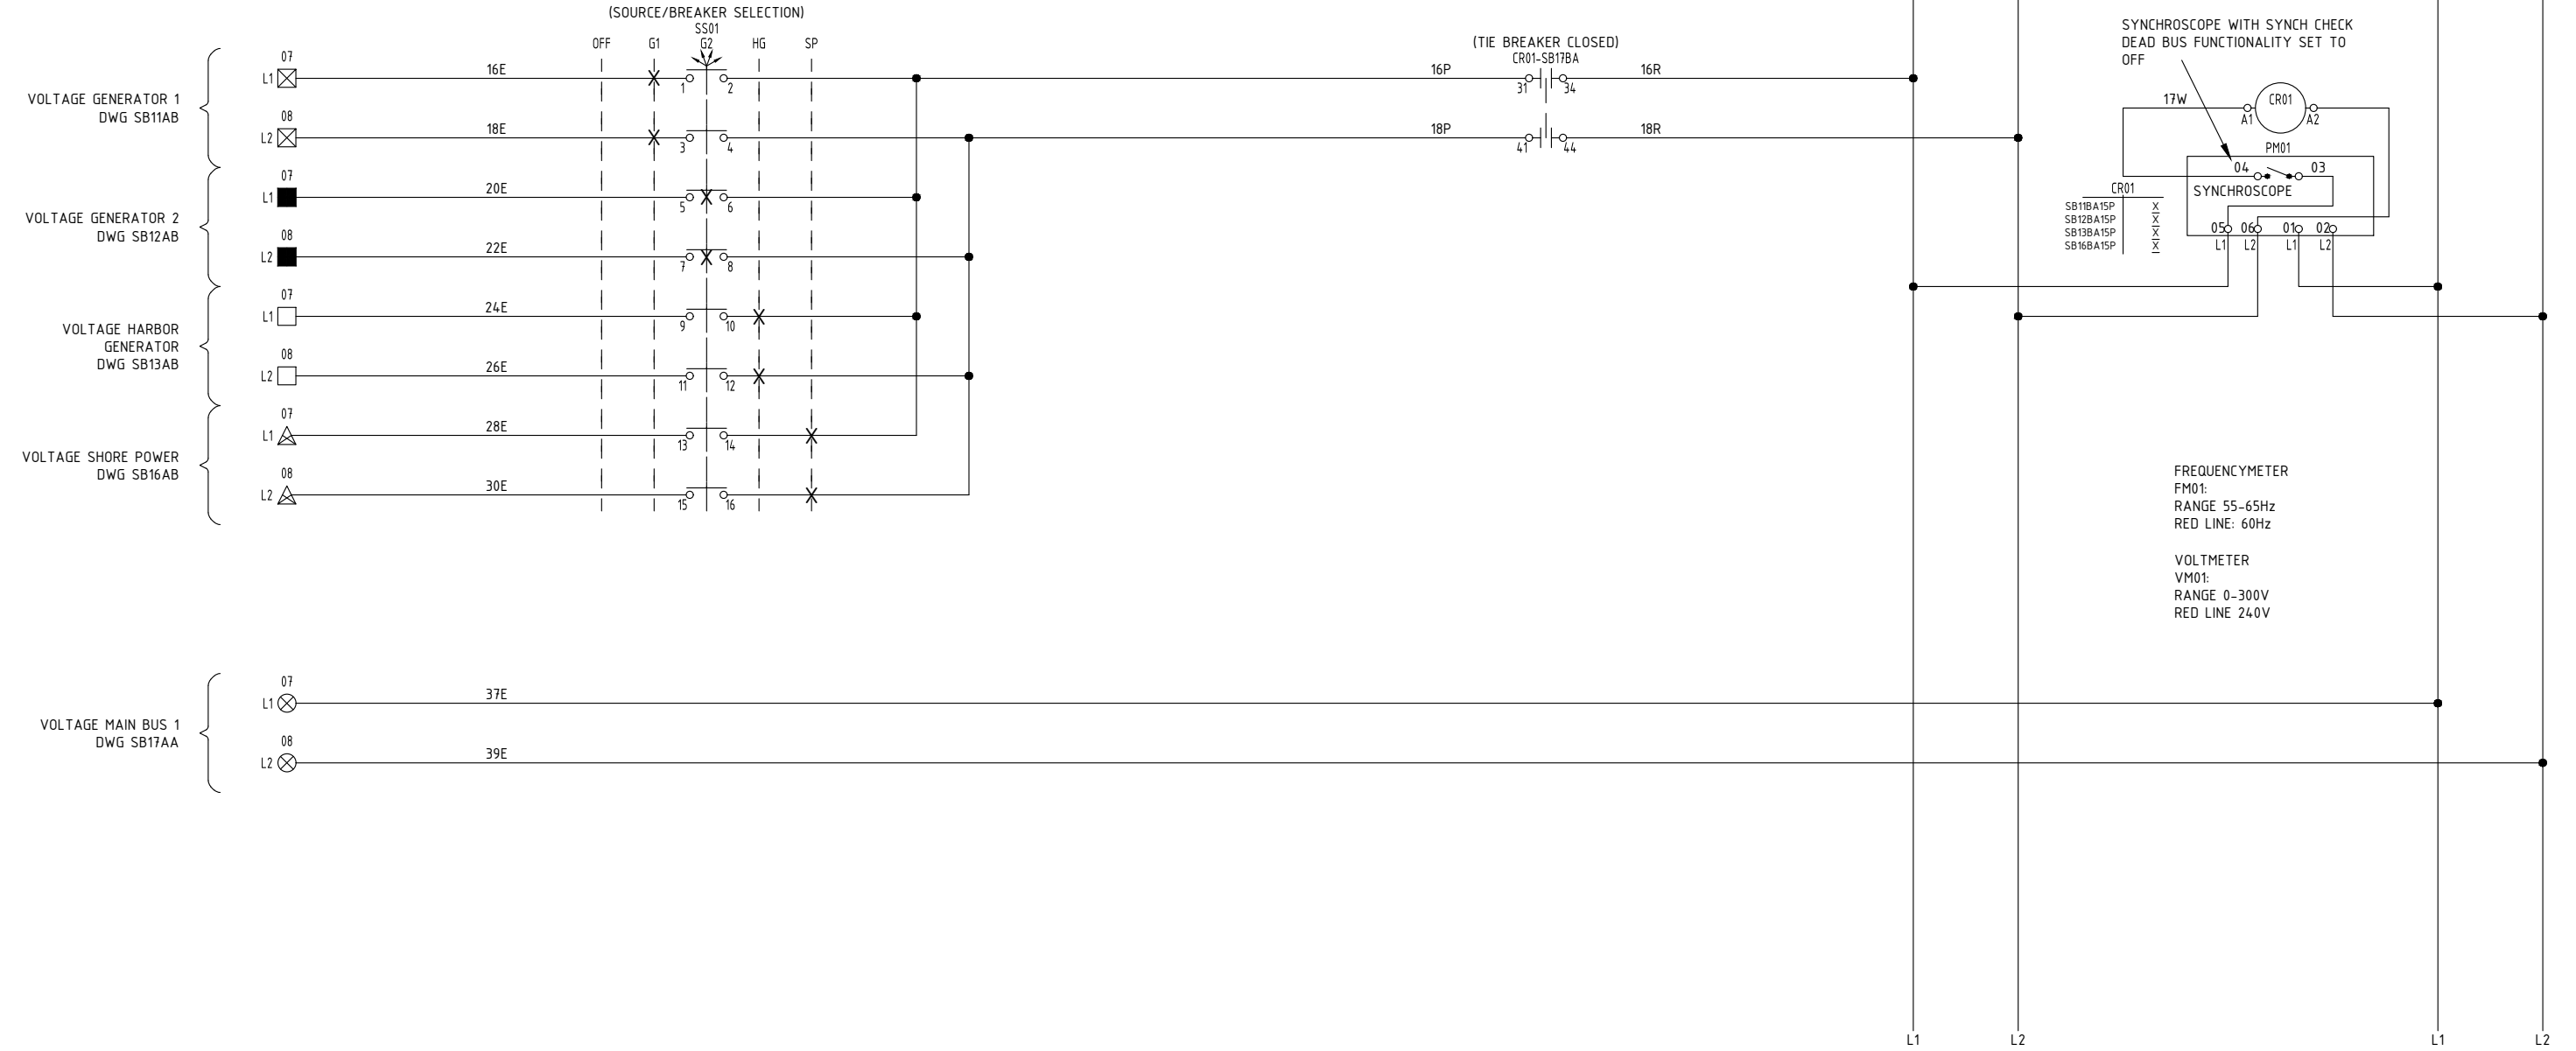 (SOURCE/BREAKER SELECTION)
SS01
OFF G1 G2 HG SP
VOLTAGE GENERATOR 1
DWG SB11AB
07
L1 16E 1 2
08
L2 18E 3 4
VOLTAGE GENERATOR 2
DWG SB12AB
07
L1 20E 5 6
08
L2 22E 7 8
VOLTAGE HARBOR
GENERATOR
DWG SB13AB
07
L1 24E 9 10
08
L2 26E 11 12
VOLTAGE SHORE POWER
DWG SB16AB
07
L1 28E 13 14
08
L2 30E 15 16
(TIE BREAKER CLOSED)
CR01-SB17BA
16P 31 34 16R
18P 41 44 18R
SYNCHROSCOPE WITH SYNCH CHECK
DEAD BUS FUNCTIONALITY SET TO
OFF
17W CR01
A1 A2
PM01
04 03
SYNCHROSCOPE
05 06 01 02
L1 L2 L1 L2
CR01
SB11BA15P X
SB12BA15P X
SB13BA15P X
SB16BA15P X
FREQUENCYMETER
FM01:
RANGE 55-65Hz
RED LINE: 60Hz
VOLTMETER
VM01:
RANGE 0-300V
RED LINE 240V
VOLTAGE MAIN BUS 1
DWG SB17AA
07
L1 37E
08
L2 39E
L1 L2 L1 L2